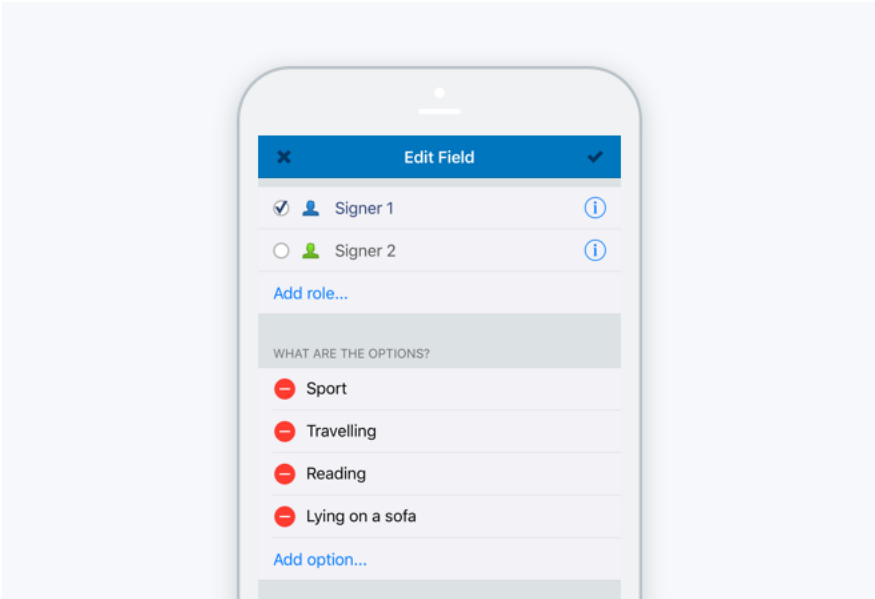 Edit Field
Signer 1
Signer 2
Add role...
WHAT ARE THE OPTIONS?
Sport
Travelling
Reading
Lying on a sofa
Add option...